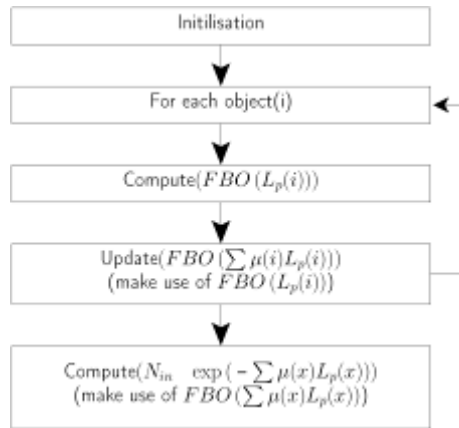 Initilisation
For each object(i)
Compute(FBO (L_p(i)))
Update(FBO (∑ μ(i)L_p(i)))
(make use of FBO (L_p(i)))
Compute(N_in exp (−∑ μ(x)L_p(x)))
(make use of FBO (∑ μ(x)L_p(x)))